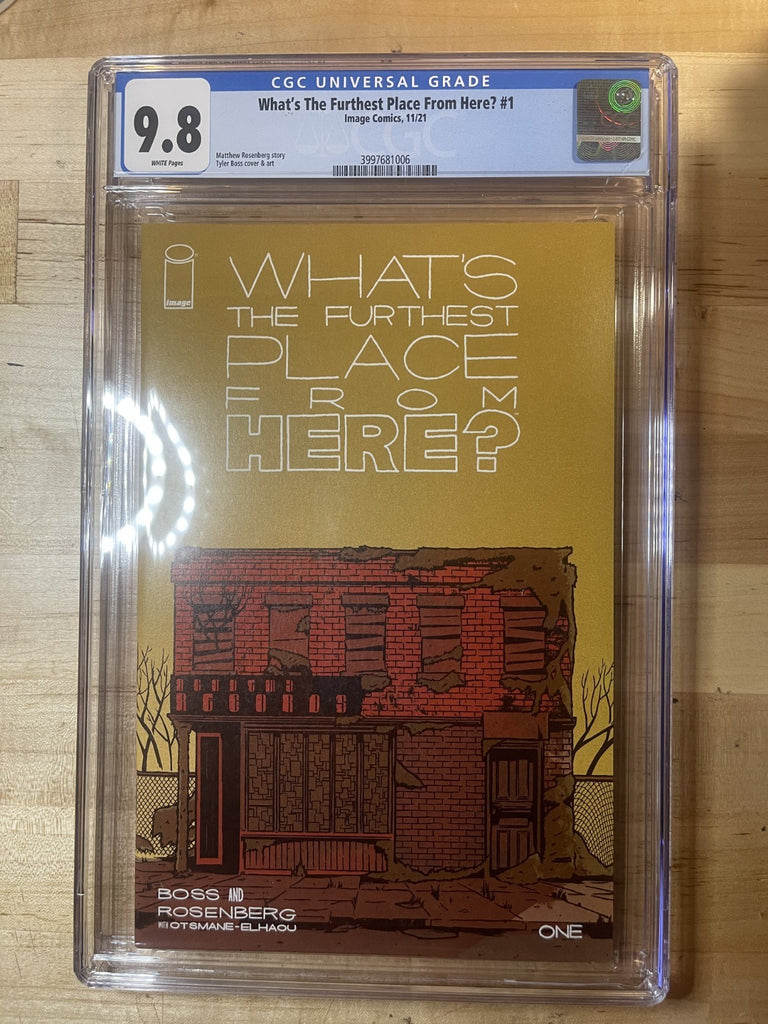 CGC UNIVERSAL GRADE
9.8
WHITE Pages
What's The Furthest Place From Here? #1
Image Comics, 11/21
Matthew Rosenberg story
Tyler Boss cover & art
CGC
3997681006
image
WHAT'S
THE FURTHEST
PLACE
FROM
HERE?
RECORDS
BOSS AND
ROSENBERG
WITH OTSMANE-ELHAOU
ONE